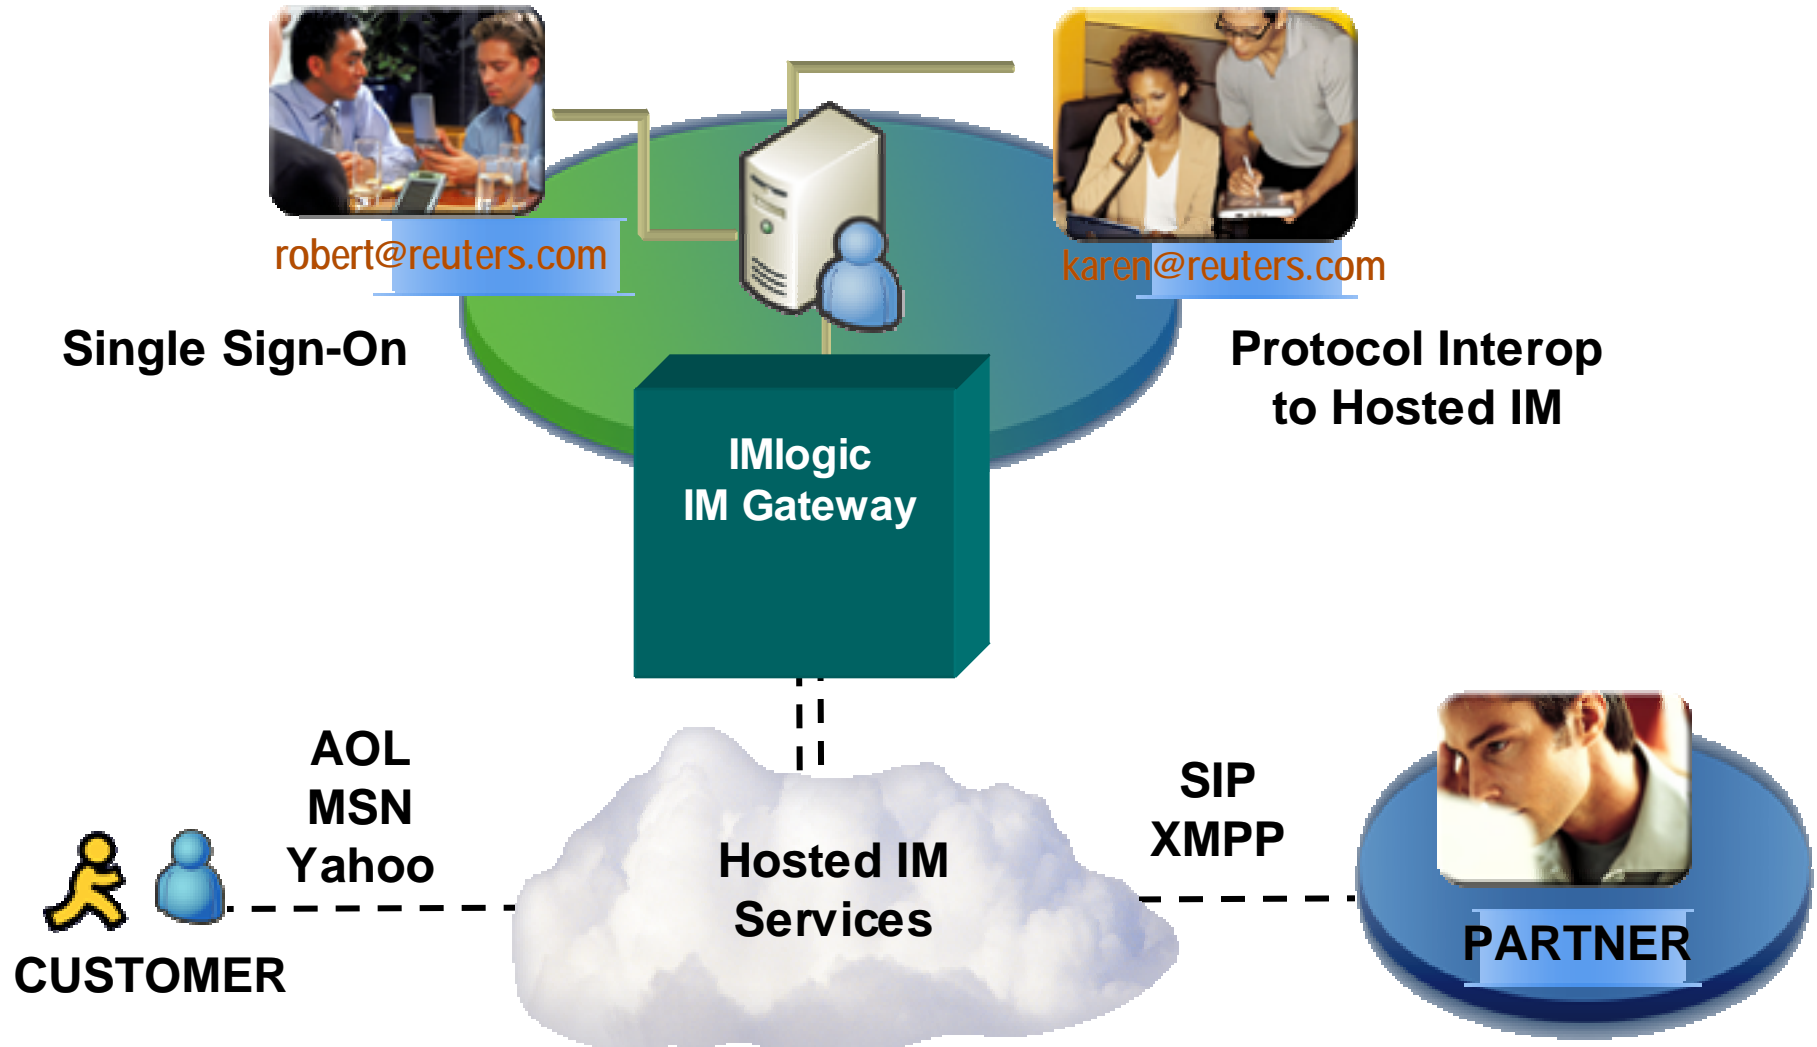 robert@reuters.com
karen@reuters.com
Single Sign-On
Protocol Interop
to Hosted IM
IMlogic
IM Gateway
AOL
MSN
Yahoo
SIP
XMPP
Hosted IM
Services
CUSTOMER
PARTNER